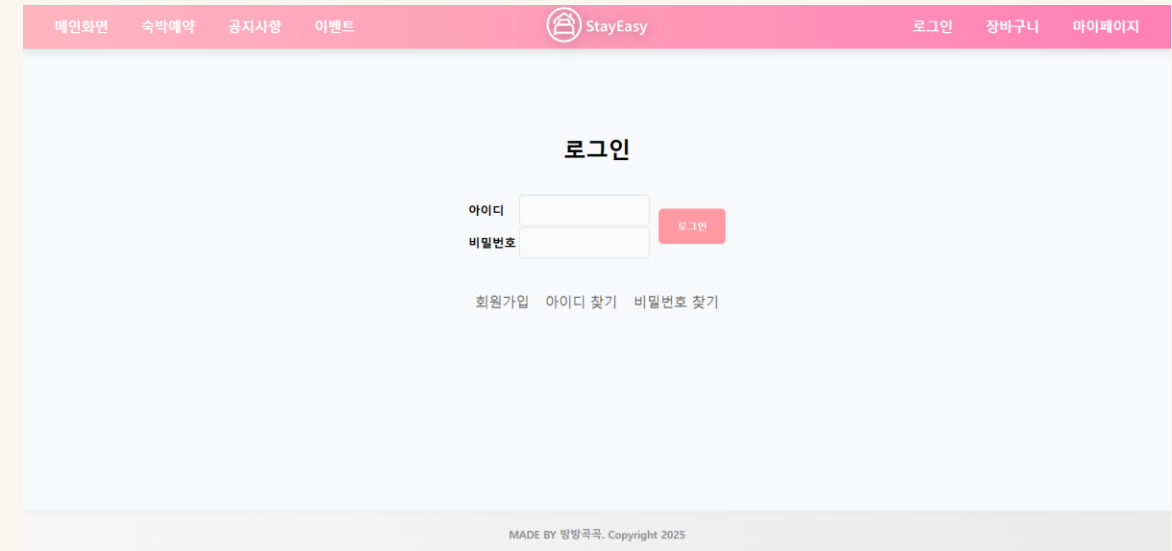 메인화면 숙박예약 공지사항 이벤트 StayEasy 로그인 장바구니 마이페이지
로그인
아이디
로그인
비밀번호
회원가입 아이디 찾기 비밀번호 찾기
MADE BY 방방곡곡. Copyright 2025